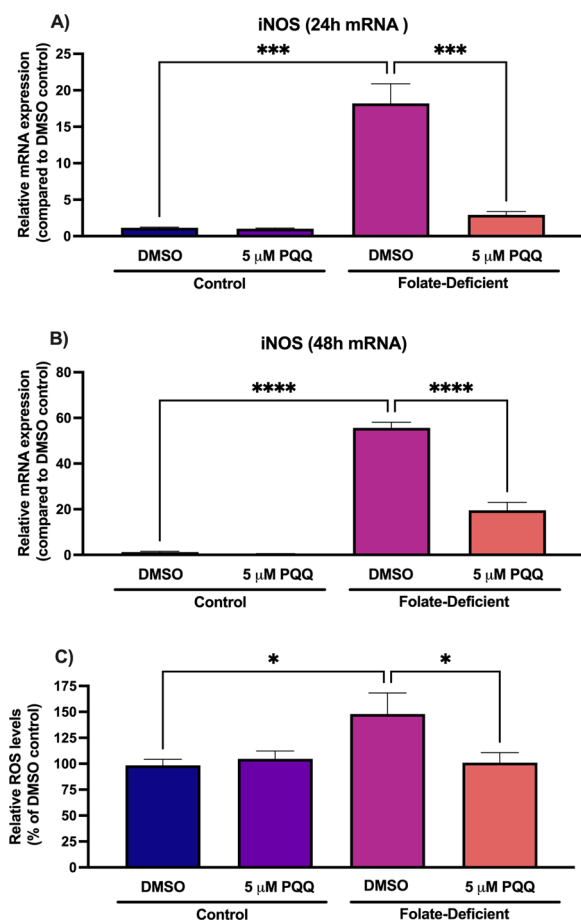 A)
iNOS (24h mRNA )
*** ***
Relative mRNA expression
(compared to DMSO control)
25
20
15
10
5
0
DMSO 5 μM PQQ DMSO 5 μM PQQ
Control Folate-Deficient
B)
iNOS (48h mRNA)
**** ****
Relative mRNA expression
(compared to DMSO control)
80
60
40
20
0
DMSO 5 μM PQQ DMSO 5 μM PQQ
Control Folate-Deficient
C)
* *
Relative ROS levels
(% of DMSO control)
175
150
125
100
75
50
25
0
DMSO 5 μM PQQ DMSO 5 μM PQQ
Control Folate-Deficient